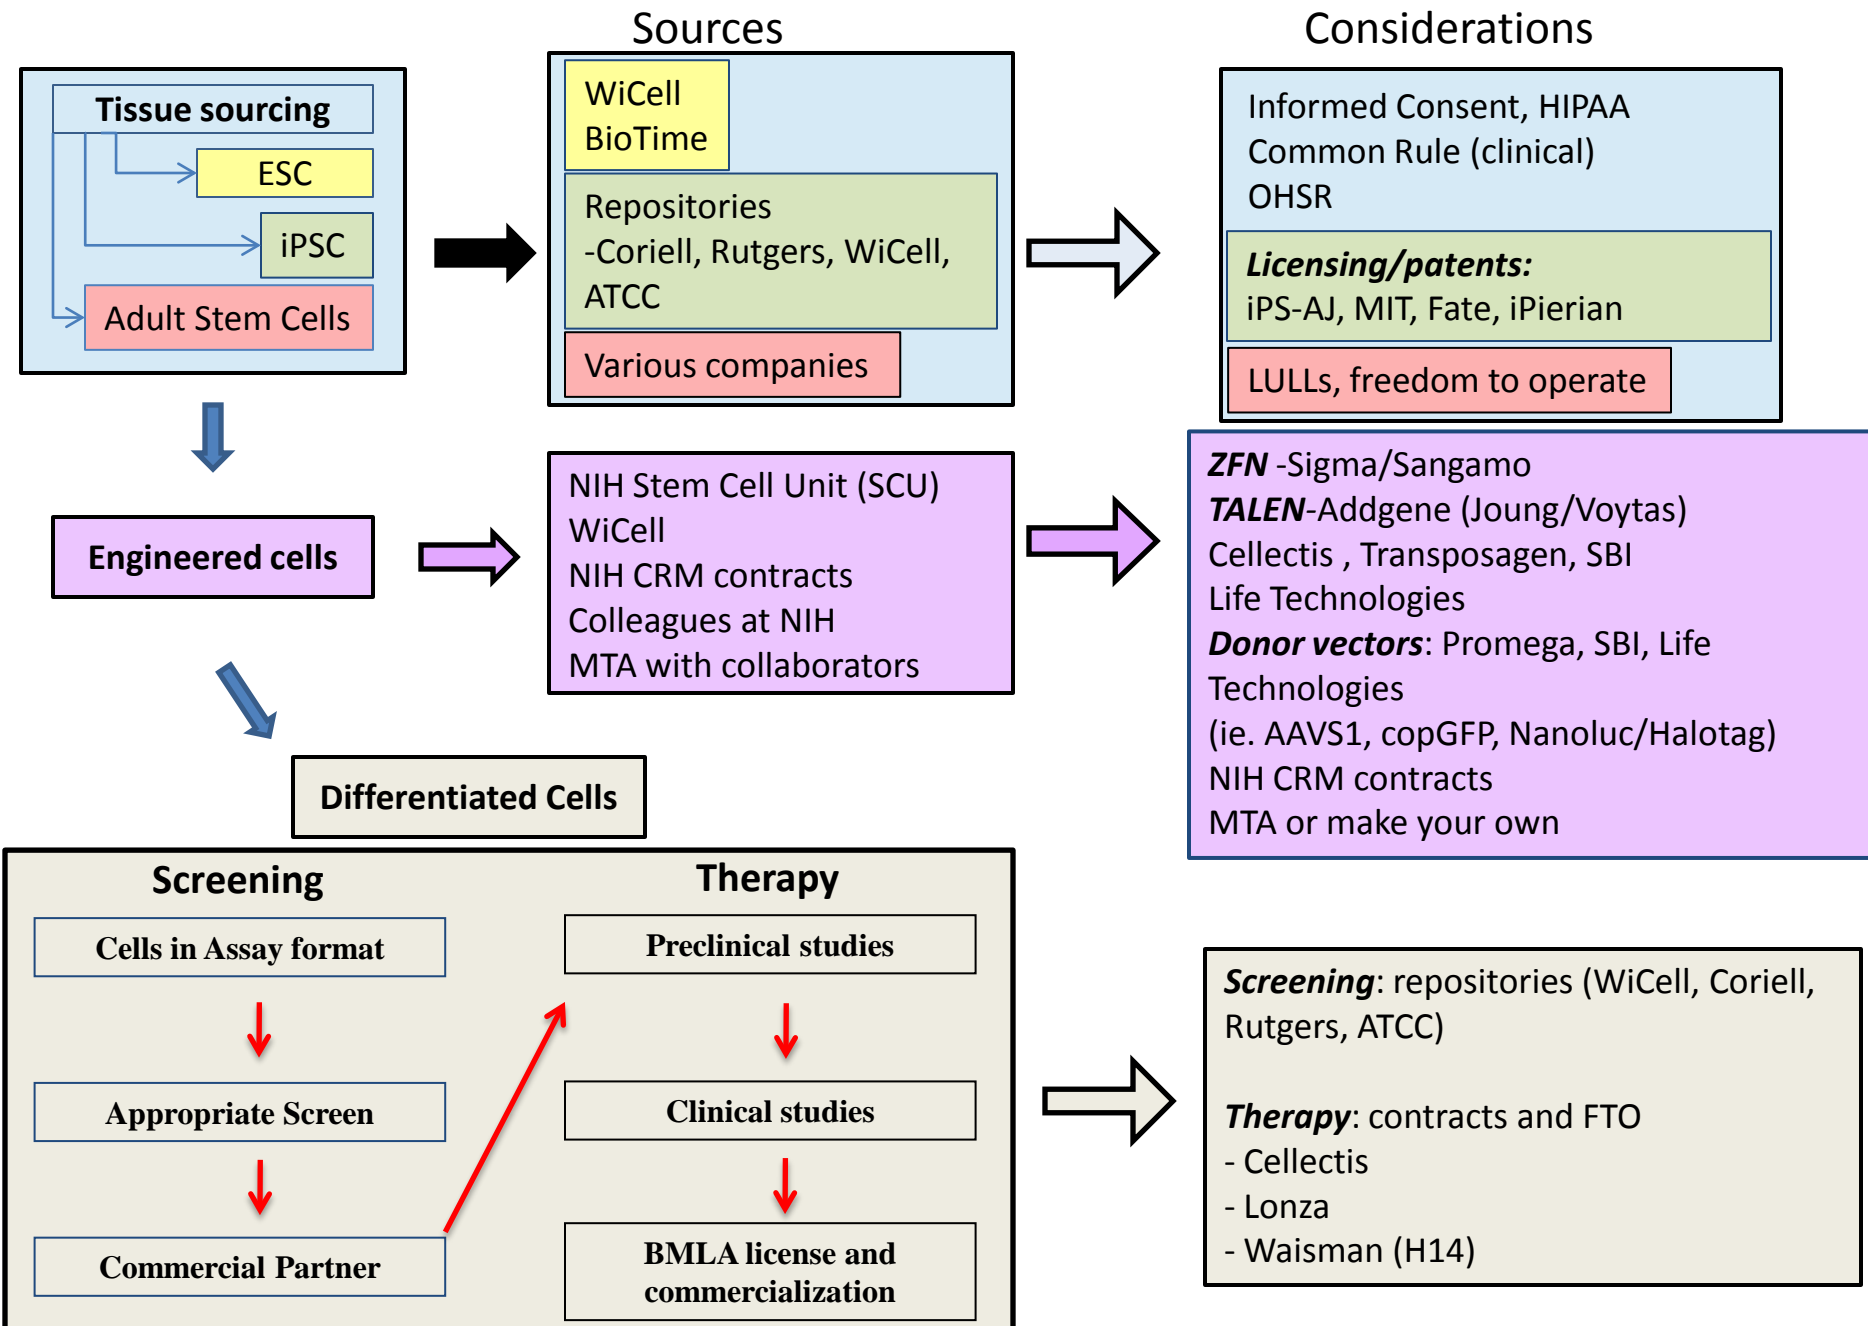 Sources
Considerations
Tissue sourcing
ESC
iPSC
Adult Stem Cells
WiCell
BioTime
Repositories
-Coriell, Rutgers, WiCell,
ATCC
Various companies
Informed Consent, HIPAA
Common Rule (clinical)
OHSR
Licensing/patents:
iPS-AJ, MIT, Fate, iPierian
LULLs, freedom to operate
Engineered cells
NIH Stem Cell Unit (SCU)
WiCell
NIH CRM contracts
Colleagues at NIH
MTA with collaborators
ZFN -Sigma/Sangamo
TALEN-Addgene (Joung/Voytas)
Cellectis , Transposagen, SBI
Life Technologies
Donor vectors: Promega, SBI, Life
Technologies
(ie. AAVS1, copGFP, Nanoluc/Halotag)
NIH CRM contracts
MTA or make your own
Differentiated Cells
Screening
Cells in Assay format
Appropriate Screen
Commercial Partner
Therapy
Preclinical studies
Clinical studies
BMLA license and
commercialization
Screening: repositories (WiCell, Coriell,
Rutgers, ATCC)
Therapy: contracts and FTO
- Cellectis
- Lonza
- Waisman (H14)